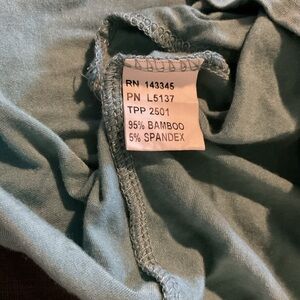 RN 143345
PN L5137
TPP 2501
95% BAMBOO
5% SPANDEX